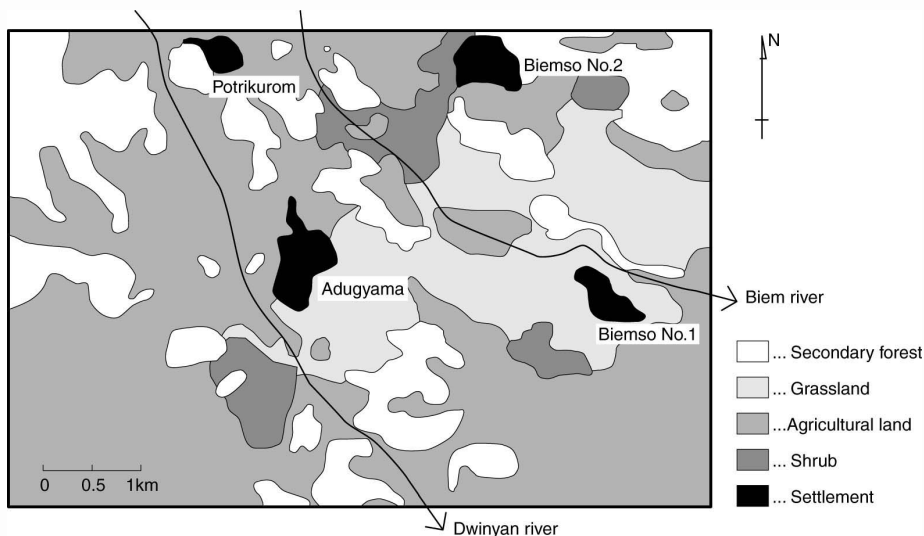 N
Biemso No.2
Potrikurom
Adugyama
Biem river
Biemso No.1
... Secondary forest
... Grassland
...Agricultural land
... Shrub
... Settlement
0 0.5 1km
Dwinyan river